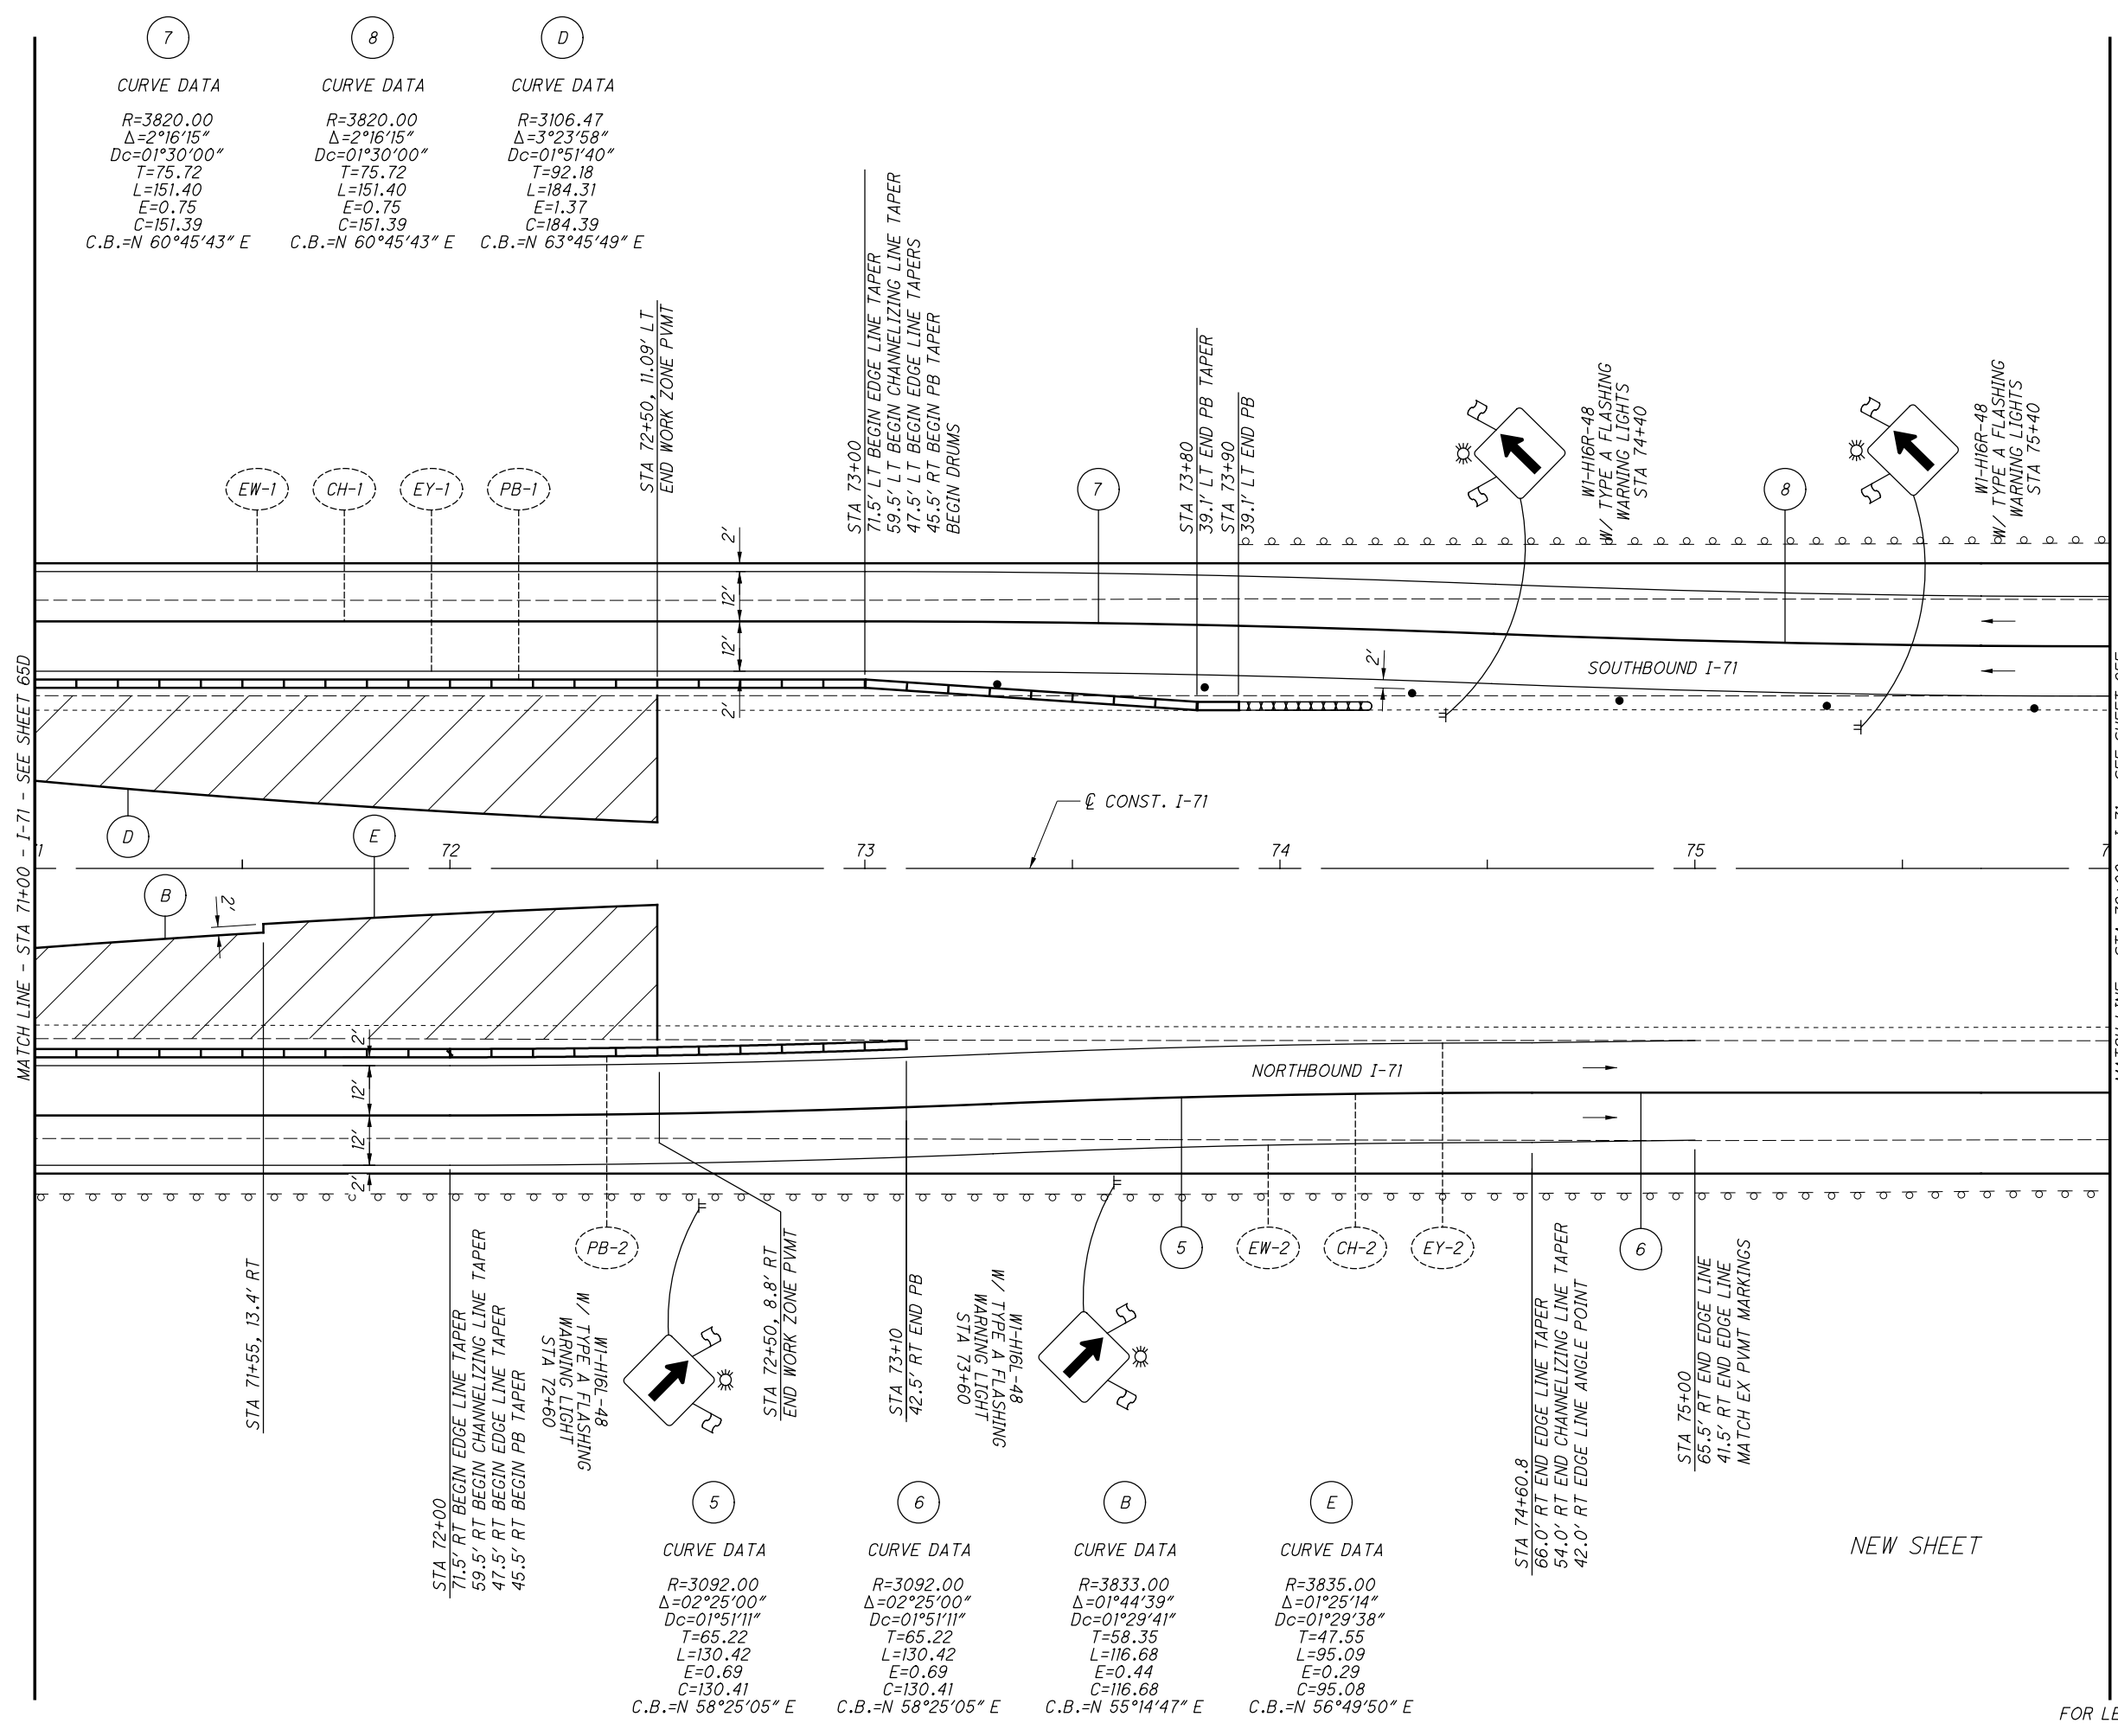 7
CURVE DATA
R=3820.00
Δ=2°16'15"
Dc=01°30'00"
T=75.72
L=151.40
E=0.75
C=151.39
C.B.=N 60°45'43" E
8
CURVE DATA
R=3820.00
Δ=2°16'15"
Dc=01°30'00"
T=75.72
L=151.40
E=0.75
C=151.39
C.B.=N 60°45'43" E
D
CURVE DATA
R=3106.47
Δ=3°23'58"
Dc=01°51'40"
T=92.18
L=184.31
E=1.37
C=184.39
C.B.=N 63°45'49" E
STA 72+50, 11.09' LT
END WORK ZONE PVMT
STA 73+00
71.5' LT BEGIN EDGE LINE TAPER
59.5' LT BEGIN CHANNELIZING LINE TAPER
47.5' LT BEGIN EDGE LINE TAPERS
45.5' RT BEGIN PB TAPER
BEGIN DRUMS
STA 73+80
39.1' LT END PB TAPER
STA 73+90
39.1' LT END PB
W1-H16R-48
W/ TYPE A FLASHING
WARNING LIGHTS
STA 74+40
W1-H16R-48
W/ TYPE A FLASHING
WARNING LIGHTS
STA 75+40
EW-1
CH-1
EY-1
PB-1
7
8
2'
12'
12'
2'
2'
SOUTHBOUND I-71
MATCH LINE - STA 71+00 - I-71 - SEE SHEET 65D
℄ CONST. I-71
D
E
72
73
74
75
B
2'
2'
12'
12'
2'
NORTHBOUND I-71
PB-2
5
EW-2
CH-2
EY-2
6
STA 71+55, 13.4' RT
STA 72+00
71.5' RT BEGIN EDGE LINE TAPER
59.5' RT BEGIN CHANNELIZING LINE TAPER
47.5' RT BEGIN EDGE LINE TAPER
45.5' RT BEGIN PB TAPER
W1-H16L-48
W/ TYPE A FLASHING
WARNING LIGHT
STA 72+60
STA 72+50, 8.8' RT
END WORK ZONE PVMT
STA 73+10
42.5' RT END PB
W1-H16L-48
W/ TYPE A FLASHING
WARNING LIGHT
STA 73+60
STA 74+60.8
66.0' RT END EDGE LINE TAPER
54.0' RT END CHANNELIZING LINE TAPER
42.0' RT EDGE LINE ANGLE POINT
STA 75+00
65.5' RT END EDGE LINE
41.5' RT END EDGE LINE
MATCH EX PVMT MARKINGS
5
CURVE DATA
R=3092.00
Δ=02°25'00"
Dc=01°51'11"
T=65.22
L=130.42
E=0.69
C=130.41
C.B.=N 58°25'05" E
6
CURVE DATA
R=3092.00
Δ=02°25'00"
Dc=01°51'11"
T=65.22
L=130.42
E=0.69
C=130.41
C.B.=N 58°25'05" E
B
CURVE DATA
R=3833.00
Δ=01°44'39"
Dc=01°29'41"
T=58.35
L=116.68
E=0.44
C=116.68
C.B.=N 55°14'47" E
E
CURVE DATA
R=3835.00
Δ=01°25'14"
Dc=01°29'38"
T=47.55
L=95.09
E=0.29
C=95.08
C.B.=N 56°49'50" E
NEW SHEET
FOR LE